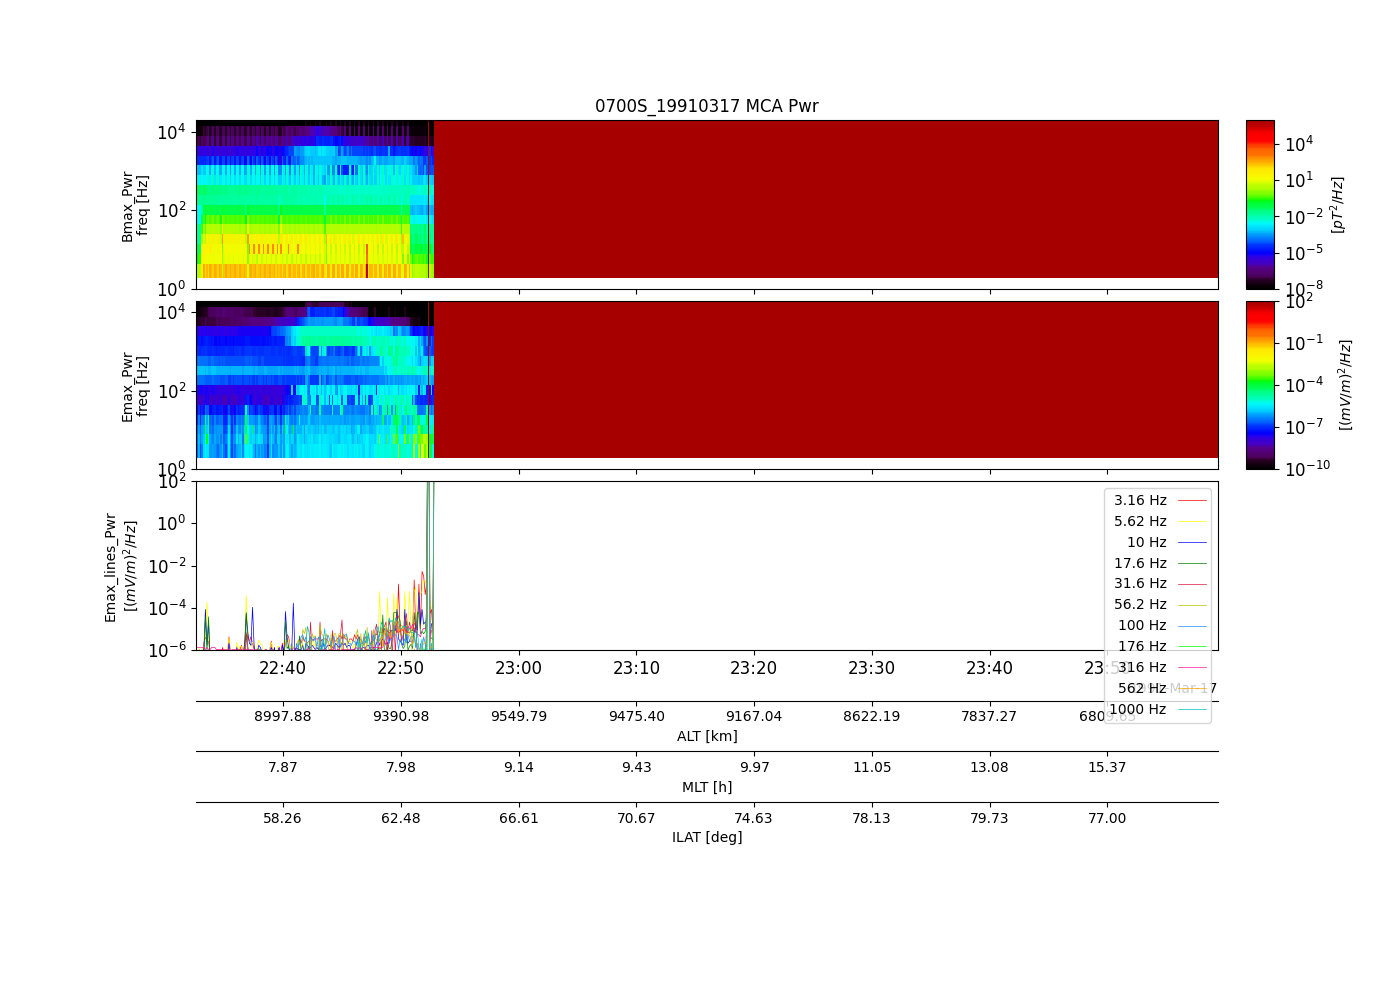 0700S_19910317 MCA Pwr
Bmax_Pwr
freq [Hz]
10^4
10^2
10^0
10^4
10^1
10^-2
10^-5
10^-8
[pT^2/Hz]
Emax_Pwr
freq [Hz]
10^4
10^2
10^0
10^2
10^-1
10^-4
10^-7
10^-10
[(mV/m)^2/Hz]
Emax_lines_Pwr
[(mV/m)^2/Hz]
10^2
10^0
10^-2
10^-4
10^-6
3.16 Hz
5.62 Hz
10 Hz
17.6 Hz
31.6 Hz
56.2 Hz
100 Hz
176 Hz
316 Hz
562 Hz
1000 Hz
22:40 22:50 23:00 23:10 23:20 23:30 23:40 23:50
-Mar-17
8997.88 9390.98 9549.79 9475.40 9167.04 8622.19 7837.27 6809.65
ALT [km]
7.87 7.98 9.14 9.43 9.97 11.05 13.08 15.37
MLT [h]
58.26 62.48 66.61 70.67 74.63 78.13 79.73 77.00
ILAT [deg]